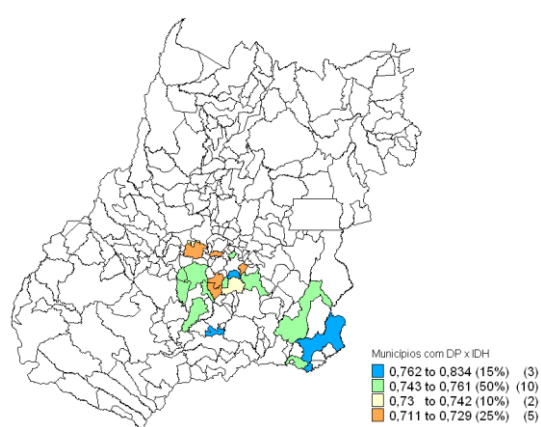 Municípios com DP x IDH
0,762 to 0,834 (15%) (3)
0,743 to 0,761 (50%) (10)
0,73 to 0,742 (10%) (2)
0,711 to 0,729 (25%) (5)